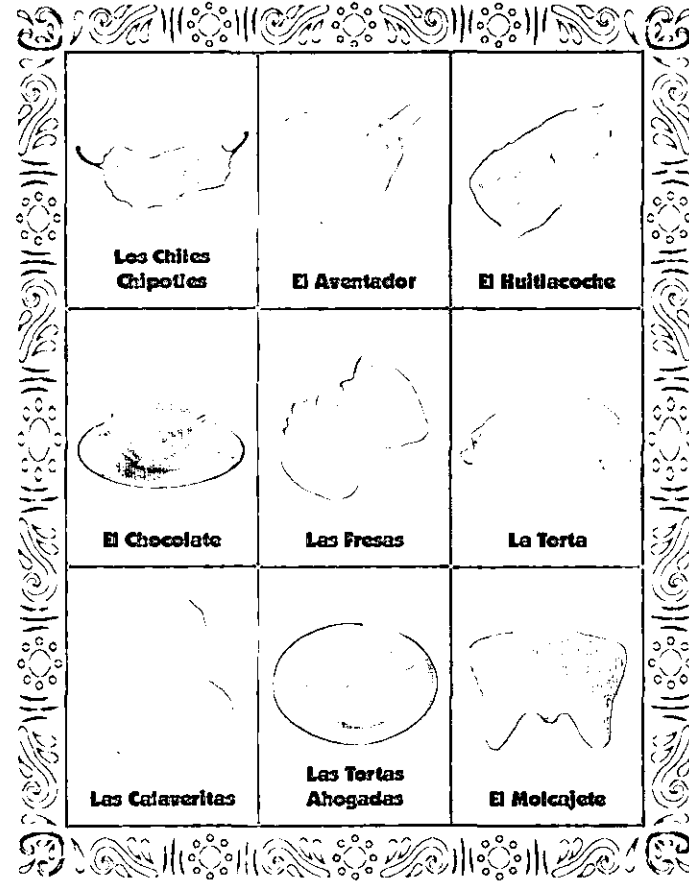 Los Chiles
Chipotles
El Aventador
El Huitlacoche
El Chocolate
Las Fresas
La Torta
Las Calaveritas
Las Tortas
Ahogadas
El Molcajete